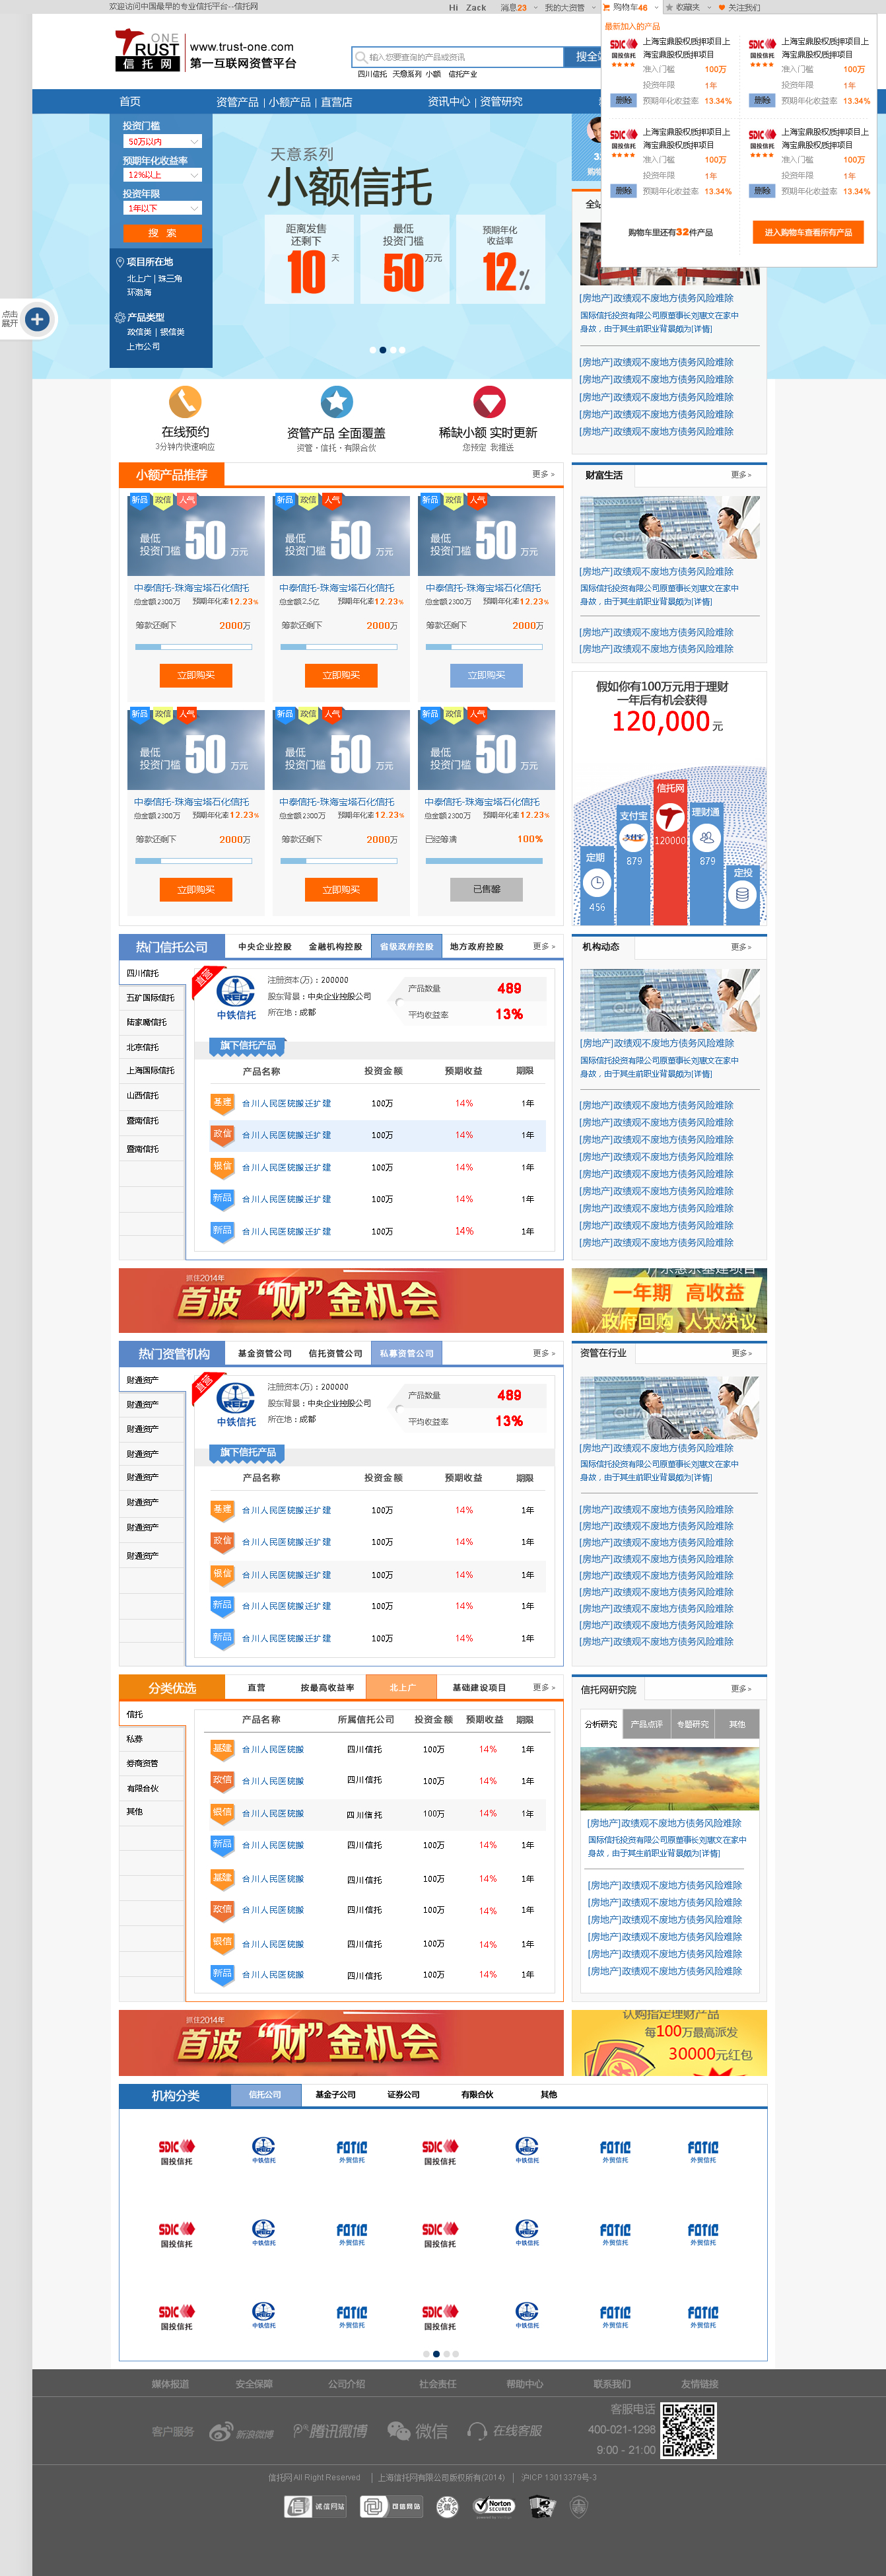 欢迎访问中国最早的专业信托平台--信托网
Hi Zack 消息23 我的大资管 购物车46 收藏夹 关注我们
TRUST ONE 信托网
www.trust-one.com
第一互联网资管平台
输入您要查询的产品或资讯
四川信托 天意系列 小额 信托产业
首页 资管产品 | 小额产品 | 直营店 资讯中心 | 资管研究
最新加入的产品
上海宝鼎股权质押项目上
海宝鼎股权质押项目
准入门槛 100万
投资年限 1年
预期年化收益率 13.34%
删除
上海宝鼎股权质押项目上
海宝鼎股权质押项目
准入门槛 100万
投资年限 1年
预期年化收益率 13.34%
删除
上海宝鼎股权质押项目上
海宝鼎股权质押项目
准入门槛 100万
投资年限 1年
预期年化收益率 13.34%
删除
上海宝鼎股权质押项目上
海宝鼎股权质押项目
准入门槛 100万
投资年限 1年
预期年化收益率 13.34%
删除
购物车里还有32件产品
进入购物车查看所有产品
投资门槛
50万以内
预期年化收益率
12%以上
投资年限
1年以下
搜 索
项目所在地
北上广 | 珠三角
环渤海
产品类型
政信类 | 银信类
上市公司
点击
展开
天意系列
小额信托
距离发售
还剩下
10 天
最低
投资门槛
50 万元
预期年化
收益率
12%
[房地产]政绩观不废地方债务风险难除
国际信托投资有限公司原董事长刘惠文在家中
身故，由于其生前职业背景颇为[详情]
[房地产]政绩观不废地方债务风险难除
[房地产]政绩观不废地方债务风险难除
[房地产]政绩观不废地方债务风险难除
[房地产]政绩观不废地方债务风险难除
[房地产]政绩观不废地方债务风险难除
在线预约
3分钟内快速响应
资管产品 全面覆盖
资管・信托・有限合伙
稀缺小额 实时更新
您预定 我推送
小额产品推荐 更多 >
新品 政信 人气
最低
投资门槛 50 万元
中泰信托-珠海宝塔石化信托
总金额2300万 预期年化率12.23%
筹款还剩下 2000万
立即购买
新品 政信 人气
最低
投资门槛 50 万元
中泰信托-珠海宝塔石化信托
总金额2.5亿 预期年化率12.23%
筹款还剩下 2000万
立即购买
新品 政信 人气
最低
投资门槛 50 万元
中泰信托-珠海宝塔石化信托
总金额2300万 预期年化率12.23%
筹款还剩下 2000万
立即购买
新品 政信 人气
最低
投资门槛 50 万元
中泰信托-珠海宝塔石化信托
总金额2300万 预期年化率12.23%
筹款还剩下 2000万
立即购买
新品 政信 人气
最低
投资门槛 50 万元
中泰信托-珠海宝塔石化信托
总金额2300万 预期年化率12.23%
筹款还剩下 2000万
立即购买
新品 政信 人气
最低
投资门槛 50 万元
中泰信托-珠海宝塔石化信托
总金额2300万 预期年化率12.23%
已经筹满 100%
已售罄
财富生活 更多>
[房地产]政绩观不废地方债务风险难除
国际信托投资有限公司原董事长刘惠文在家中
身故，由于其生前职业背景颇为[详情]
[房地产]政绩观不废地方债务风险难除
[房地产]政绩观不废地方债务风险难除
假如你有100万元用于理财
一年后有机会获得
120,000 元
定期 456
支付宝 879
信托网 120000
理财通 879
定投
热门信托公司 中央企业控股 金融机构控股 省级政府控股 地方政府控股 更多 >
四川信托
五矿国际信托
陆家嘴信托
北京信托
上海国际信托
山西信托
暨南信托
暨南信托
直营
中铁信托
注册资本(万)：200000
股东背景：中央企业控股公司
所在地：成都
产品数量 489
平均收益率 13%
旗下信托产品
产品名称 投资金额 预期收益 期限
基建 台川人民医院搬迁扩建 100万 14% 1年
政信 台川人民医院搬迁扩建 100万 14% 1年
银信 台川人民医院搬迁扩建 100万 14% 1年
新品 台川人民医院搬迁扩建 100万 14% 1年
新品 台川人民医院搬迁扩建 100万 14% 1年
机构动态 更多>
[房地产]政绩观不废地方债务风险难除
国际信托投资有限公司原董事长刘惠文在家中
身故，由于其生前职业背景颇为[详情]
[房地产]政绩观不废地方债务风险难除
[房地产]政绩观不废地方债务风险难除
[房地产]政绩观不废地方债务风险难除
[房地产]政绩观不废地方债务风险难除
[房地产]政绩观不废地方债务风险难除
[房地产]政绩观不废地方债务风险难除
[房地产]政绩观不废地方债务风险难除
[房地产]政绩观不废地方债务风险难除
[房地产]政绩观不废地方债务风险难除
抓住2014年
首波“财”金机会
一年期 高收益
政府回购 人大决议
热门资管机构 基金资管公司 信托资管公司 私募资管公司 更多 >
财通资产
财通资产
财通资产
财通资产
财通资产
财通资产
财通资产
财通资产
直营
中铁信托
注册资本(万)：200000
股东背景：中央企业控股公司
所在地：成都
产品数量 489
平均收益率 13%
旗下信托产品
产品名称 投资金额 预期收益 期限
基建 台川人民医院搬迁扩建 100万 14% 1年
政信 台川人民医院搬迁扩建 100万 14% 1年
银信 台川人民医院搬迁扩建 100万 14% 1年
新品 台川人民医院搬迁扩建 100万 14% 1年
新品 台川人民医院搬迁扩建 100万 14% 1年
资管在行业 更多>
[房地产]政绩观不废地方债务风险难除
国际信托投资有限公司原董事长刘惠文在家中
身故，由于其生前职业背景颇为[详情]
[房地产]政绩观不废地方债务风险难除
[房地产]政绩观不废地方债务风险难除
[房地产]政绩观不废地方债务风险难除
[房地产]政绩观不废地方债务风险难除
[房地产]政绩观不废地方债务风险难除
[房地产]政绩观不废地方债务风险难除
[房地产]政绩观不废地方债务风险难除
[房地产]政绩观不废地方债务风险难除
[房地产]政绩观不废地方债务风险难除
分类优选 直营 按最高收益率 北上广 基础建设项目 更多 >
信托
私募
券商资管
有限合伙
其他
产品名称 所属信托公司 投资金额 预期收益 期限
基建 台川人民医院搬 四川信托 100万 14% 1年
政信 台川人民医院搬 四川信托 100万 14% 1年
银信 台川人民医院搬 四川信托 100万 14% 1年
新品 台川人民医院搬 四川信托 100万 14% 1年
基建 台川人民医院搬 四川信托 100万 14% 1年
政信 台川人民医院搬 四川信托 100万 14% 1年
银信 台川人民医院搬 四川信托 100万 14% 1年
新品 台川人民医院搬 四川信托 100万 14% 1年
信托网研究院 更多>
分析研究 产品点评 专题研究 其他
[房地产]政绩观不废地方债务风险难除
国际信托投资有限公司原董事长刘惠文在家中
身故，由于其生前职业背景颇为[详情]
[房地产]政绩观不废地方债务风险难除
[房地产]政绩观不废地方债务风险难除
[房地产]政绩观不废地方债务风险难除
[房地产]政绩观不废地方债务风险难除
[房地产]政绩观不废地方债务风险难除
[房地产]政绩观不废地方债务风险难除
抓住2014年
首波“财”金机会
认购指定理财产品
每100万最高派发
30000元红包
机构分类 信托公司 基金子公司 证券公司 有限合伙 其他
SDIC 国投信托 中铁信托 FOTIC 外贸信托 SDIC 国投信托 中铁信托 FOTIC 外贸信托 FOTIC 外贸信托
SDIC 国投信托 中铁信托 FOTIC 外贸信托 SDIC 国投信托 中铁信托 FOTIC 外贸信托 FOTIC 外贸信托
SDIC 国投信托 中铁信托 FOTIC 外贸信托 SDIC 国投信托 中铁信托 FOTIC 外贸信托 FOTIC 外贸信托
媒体报道 安全保障 公司介绍 社会责任 帮助中心 联系我们 友情链接
客户服务 新浪微博 腾讯微博 微信 在线客服
客服电话
400-021-1298
9:00 - 21:00
信托网 All Right Reserved | 上海信托网有限公司版权所有(2014) | 沪ICP 13013379号-3
诚信网站 可信网站 Norton